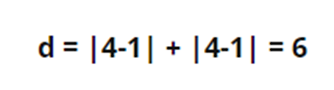 d = |4-1| + |4-1| = 6